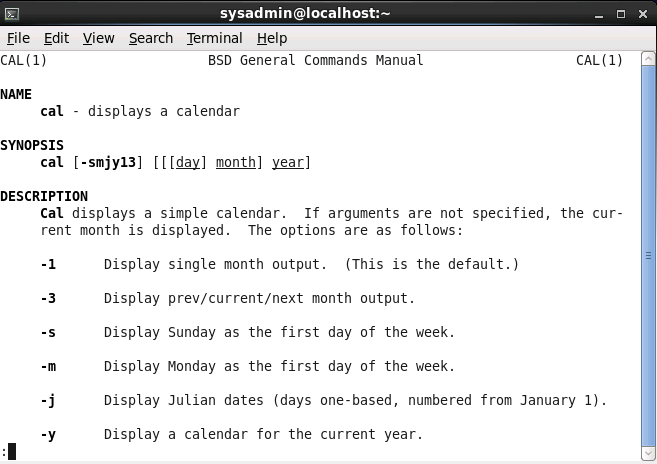 sysadmin@localhost:~
File Edit View Search Terminal Help
CAL(1) BSD General Commands Manual CAL(1)
NAME
cal - displays a calendar
SYNOPSIS
cal [-smjy13] [[[day] month] year]
DESCRIPTION
Cal displays a simple calendar. If arguments are not specified, the cur-
rent month is displayed. The options are as follows:
-1 Display single month output. (This is the default.)
-3 Display prev/current/next month output.
-s Display Sunday as the first day of the week.
-m Display Monday as the first day of the week.
-j Display Julian dates (days one-based, numbered from January 1).
-y Display a calendar for the current year.
: